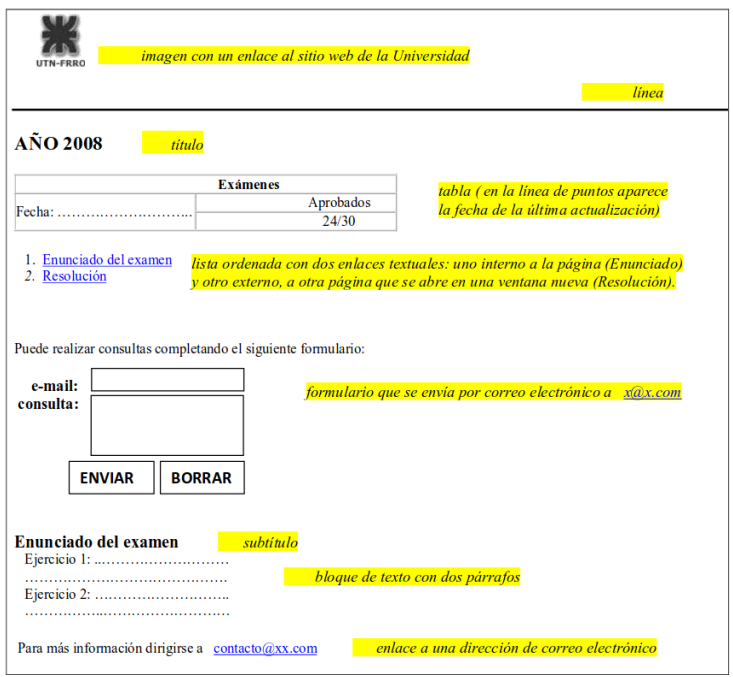 UTN-FRRO
imagen con un enlace al sitio web de la Universidad
línea
AÑO 2008 titulo
Exámenes
Fecha: ……………………….. Aprobados
24/30
tabla ( en la línea de puntos aparece
la fecha de la última actualización)
1. Enunciado del examen
2. Resolución
lista ordenada con dos enlaces textuales: uno interno a la página (Enunciado)
y otro externo, a otra página que se abre en una ventana nueva (Resolución).
Puede realizar consultas completando el siguiente formulario:
e-mail:
consulta:
formulario que se envía por correo electrónico a x@x.com
ENVIAR BORRAR
Enunciado del examen subtítulo
Ejercicio 1: ...…………………
……………………………….
Ejercicio 2: ……………………..
……………...…………………
bloque de texto con dos párrafos
Para más información dirigirse a contacto@xx.com enlace a una dirección de correo electrónico